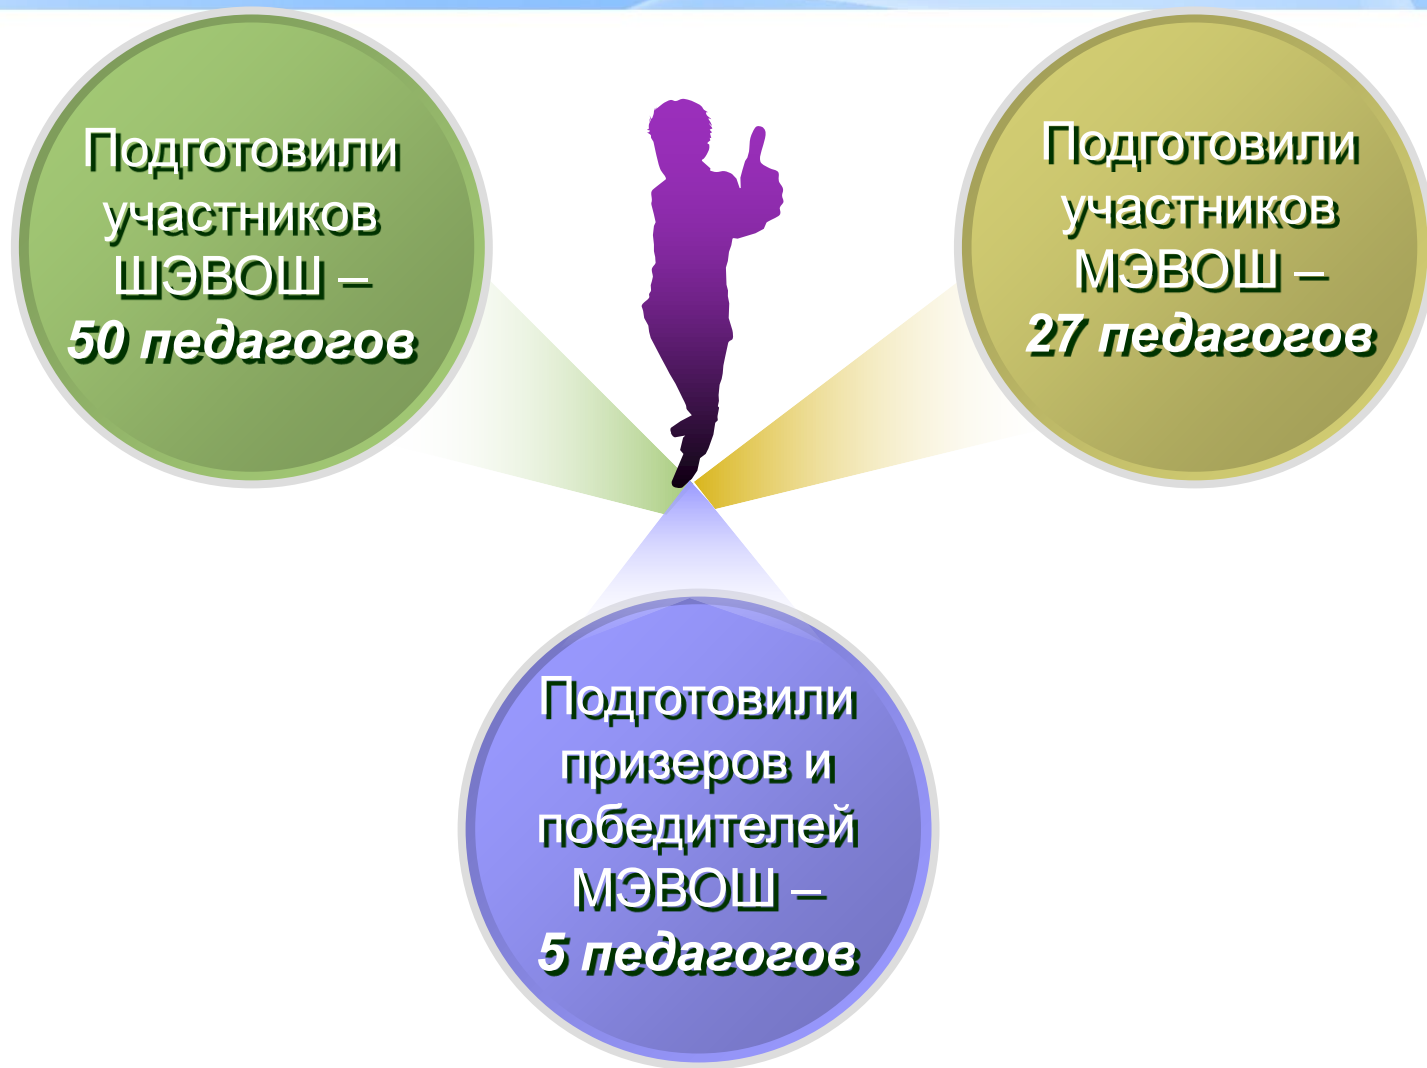 Подготовили
участников
ШЭВОШ –
50 педагогов
Подготовили
участников
МЭВОШ –
27 педагогов
Подготовили
призеров и
победителей
МЭВОШ –
5 педагогов